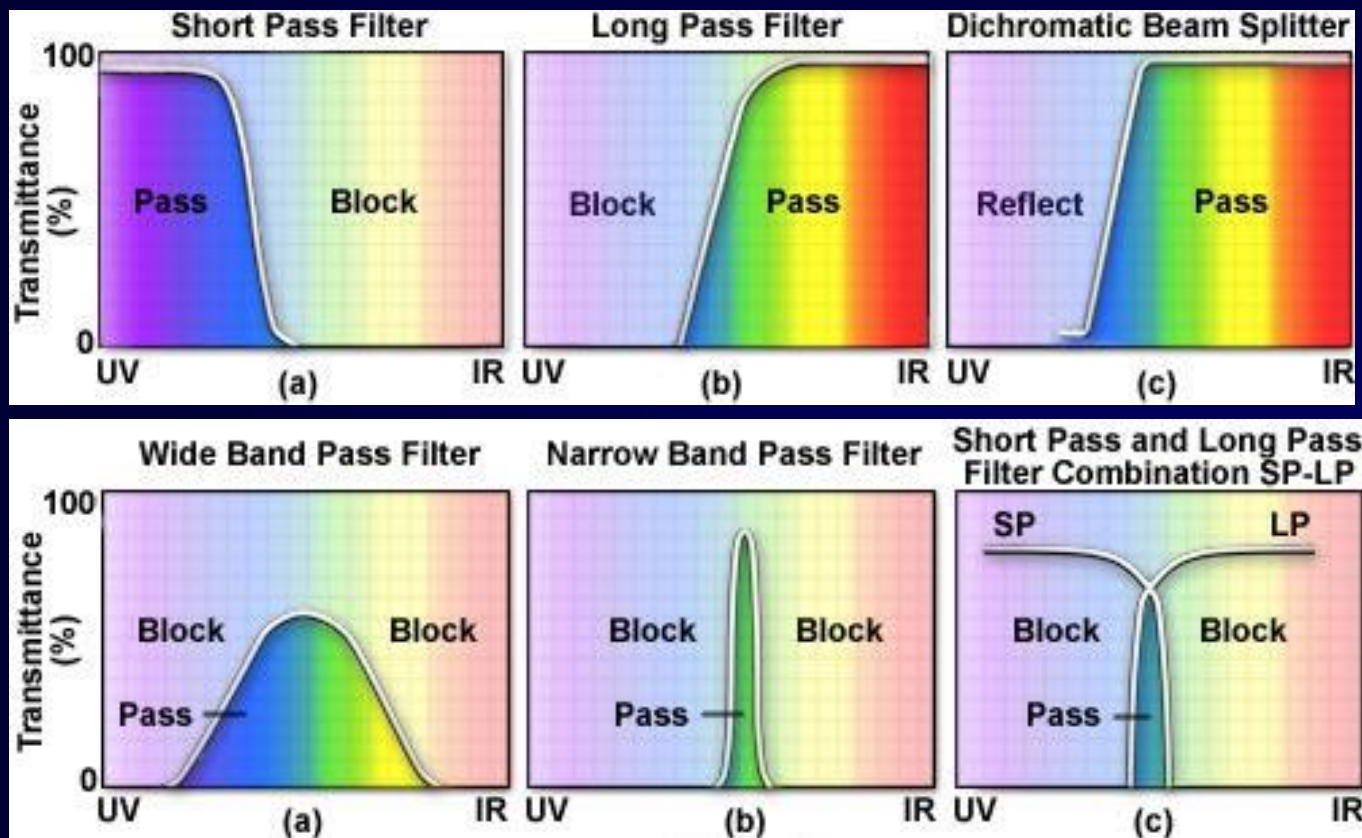 Short Pass Filter
Long Pass Filter
Dichromatic Beam Splitter
100
Transmittance
(%)
0
Pass
Block
Block
Pass
Reflect
Pass
UV
(a)
IR
UV
(b)
IR
UV
(c)
IR
Wide Band Pass Filter
Narrow Band Pass Filter
Short Pass and Long Pass
Filter Combination SP-LP
100
Transmittance
(%)
0
Block
Block
Pass
Block
Block
Pass
SP
LP
Block
Block
Pass
UV
(a)
IR
UV
(b)
IR
UV
(c)
IR